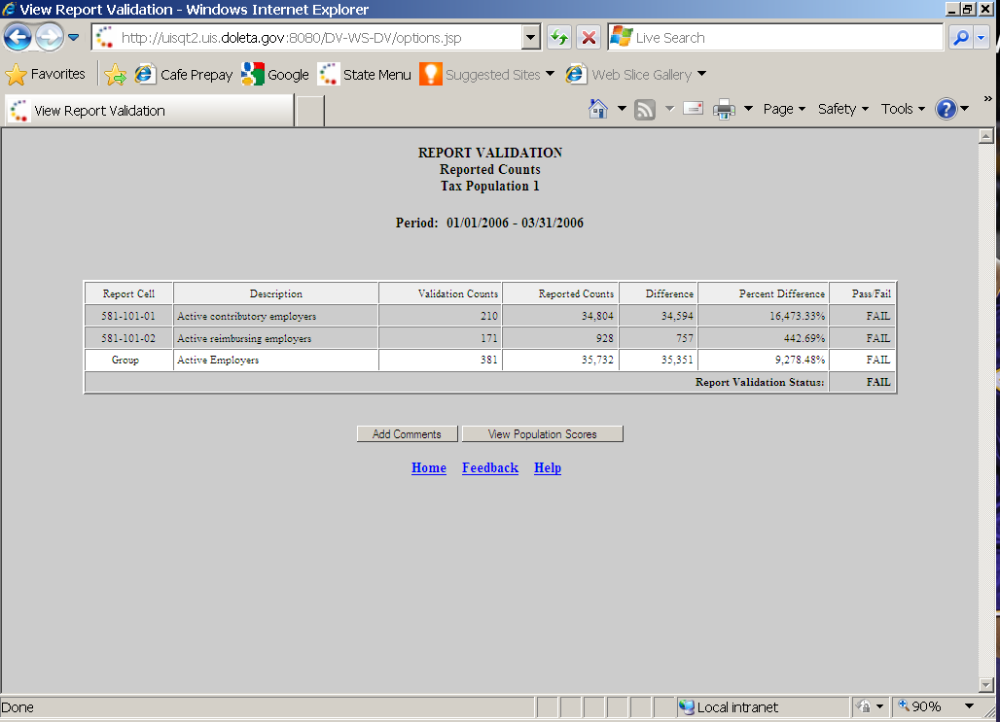 View Report Validation - Windows Internet Explorer
http://uisqt2.uis.doleta.gov:8080/DV-WS-DV/options.jsp Live Search
Favorites Cafe Prepay Google State Menu Suggested Sites Web Slice Gallery
View Report Validation Page Safety Tools »
REPORT VALIDATION
Reported Counts
Tax Population 1
Period: 01/01/2006 - 03/31/2006
Report Cell Description Validation Counts Reported Counts Difference Percent Difference Pass/Fail
581-101-01 Active contributory employers 210 34,804 34,594 16,473.33% FAIL
581-101-02 Active reimbursing employers 171 928 757 442.69% FAIL
Group Active Employers 381 35,732 35,351 9,278.48% FAIL
Report Validation Status: FAIL
Add Comments View Population Scores
Home Feedback Help
Done Local intranet 90%